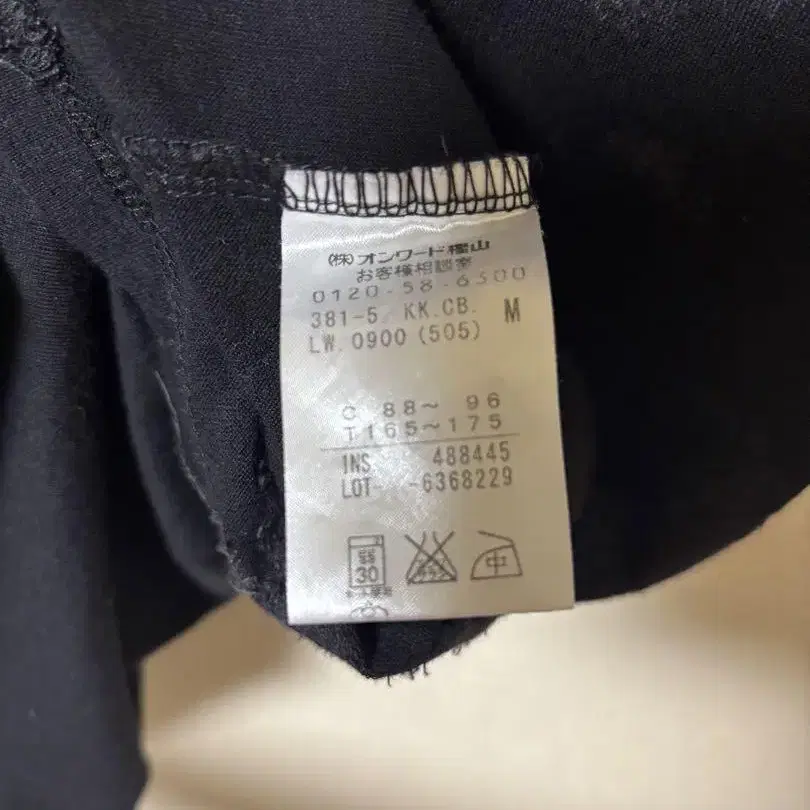 (株)オンワード樫山
お客様相談室
0120-58-6300
381-5. KK.CB. M
LW.0900 (505)
C 88～ 96
T165～175
INS 488445
LOT- -6368229
30
中